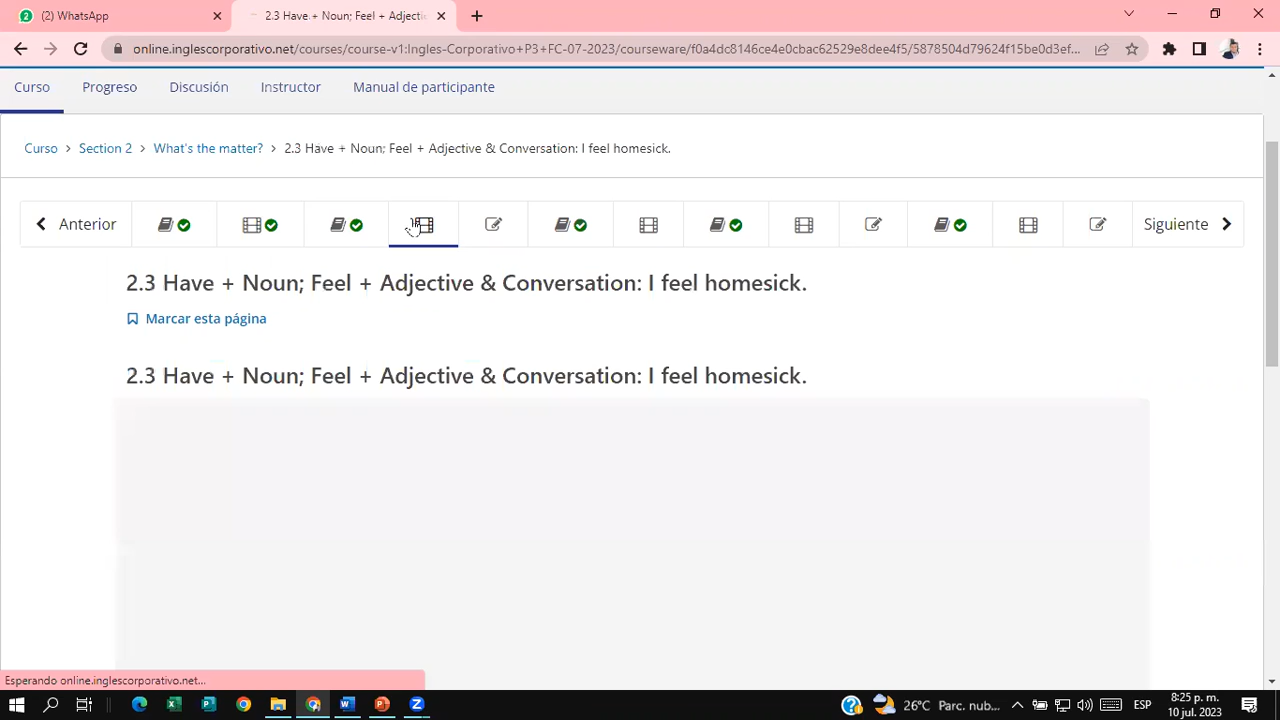 (2) WhatsApp
2.3 Have + Noun; Feel + Adjectiv
online.inglescorporativo.net/courses/course-v1:Ingles-Corporativo+P3+FC-07-2023/courseware/f0a4dc8146ce4e0cbac62529e8dee4f5/5878504d79624f15be0d3ef...
Curso Progreso Discusión Instructor Manual de participante
Curso > Section 2 > What's the matter? > 2.3 Have + Noun; Feel + Adjective & Conversation: I feel homesick.
Anterior Siguiente
2.3 Have + Noun; Feel + Adjective & Conversation: I feel homesick.
Marcar esta página
2.3 Have + Noun; Feel + Adjective & Conversation: I feel homesick.
Esperando online.inglescorporativo.net...
26°C Parc. nub... ESP 8:25 p. m.
10 jul. 2023